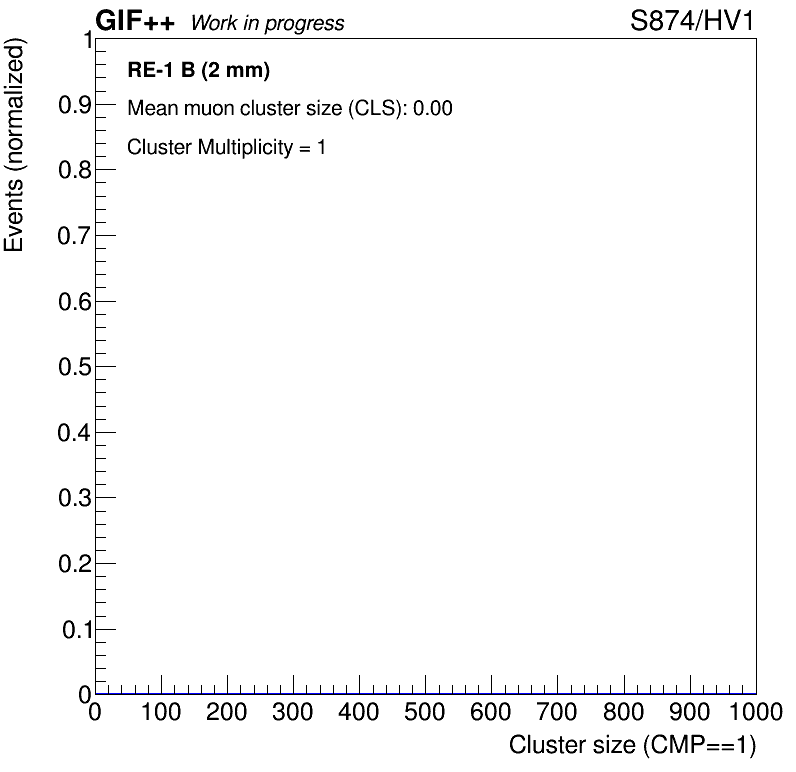 GIF++ Work in progress
S874/HV1
Events (normalized)
RE-1 B (2 mm)
Mean muon cluster size (CLS): 0.00
Cluster Multiplicity = 1
1
0.9
0.8
0.7
0.6
0.5
0.4
0.3
0.2
0.1
0
0 100 200 300 400 500 600 700 800 900 1000
Cluster size (CMP==1)